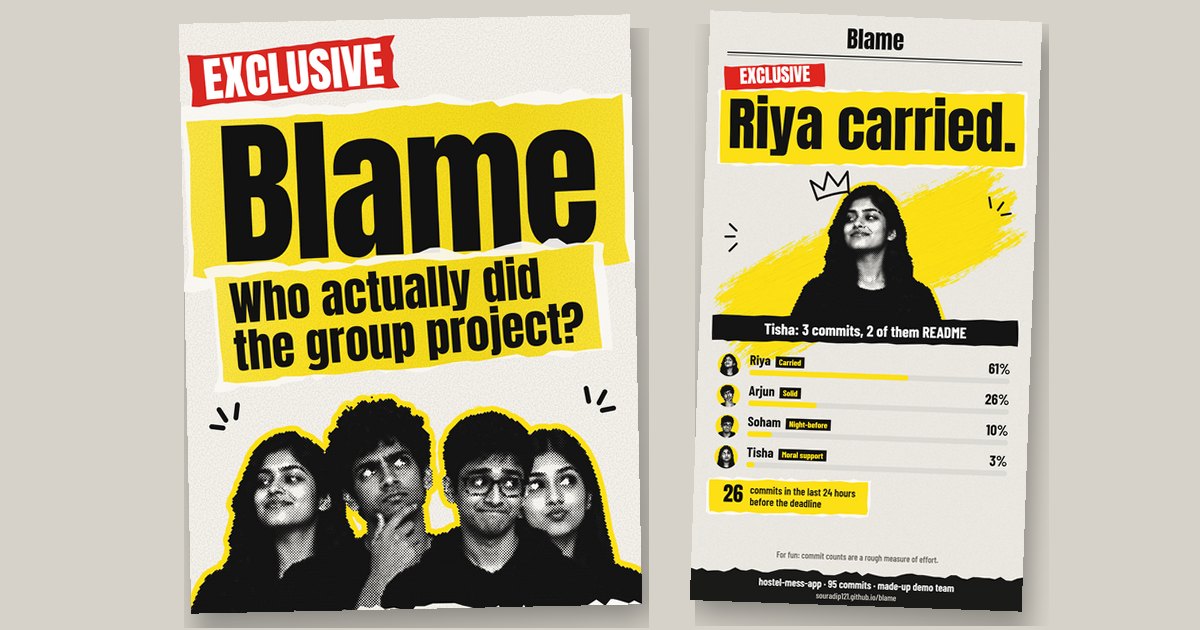 EXCLUSIVE
Blame
Who actually did
the group project?
Blame
EXCLUSIVE
Riya carried.
Tisha: 3 commits, 2 of them README
Riya Carried 61%
Arjun Solid 26%
Soham Night-before 10%
Tisha Moral support 3%
26 commits in the last 24 hours
before the deadline
For fun: commit counts are a rough measure of effort.
hostel-mess-app · 95 commits · made-up demo team
souradip121.github.io/blame